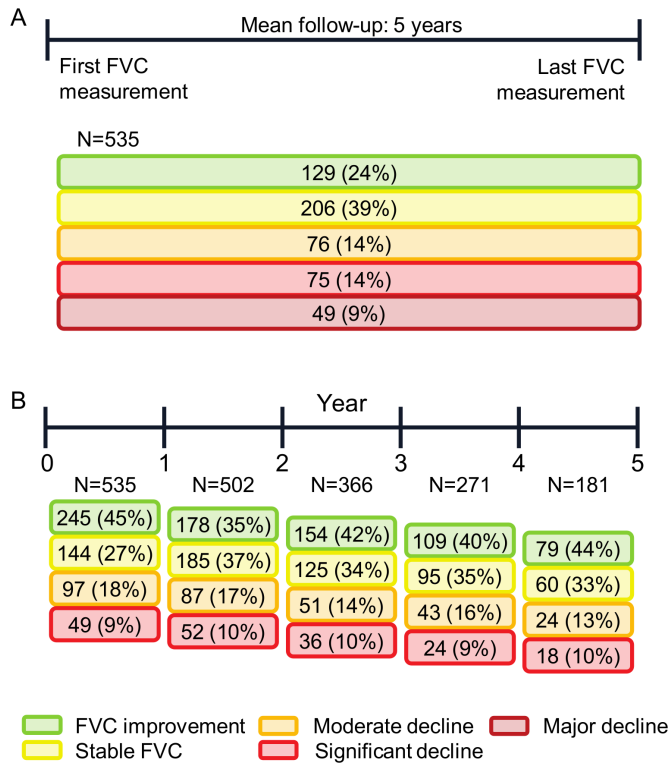 A
Mean follow-up: 5 years
First FVC measurement
Last FVC measurement
N=535
129 (24%)
206 (39%)
76 (14%)
75 (14%)
49 (9%)
B
Year
0 1 2 3 4 5
N=535 N=502 N=366 N=271 N=181
245 (45%) 178 (35%) 154 (42%) 109 (40%) 79 (44%)
144 (27%) 185 (37%) 125 (34%) 95 (35%) 60 (33%)
97 (18%) 87 (17%) 51 (14%) 43 (16%) 24 (13%)
49 (9%) 52 (10%) 36 (10%) 24 (9%) 18 (10%)
FVC improvement Moderate decline Major decline
Stable FVC Significant decline